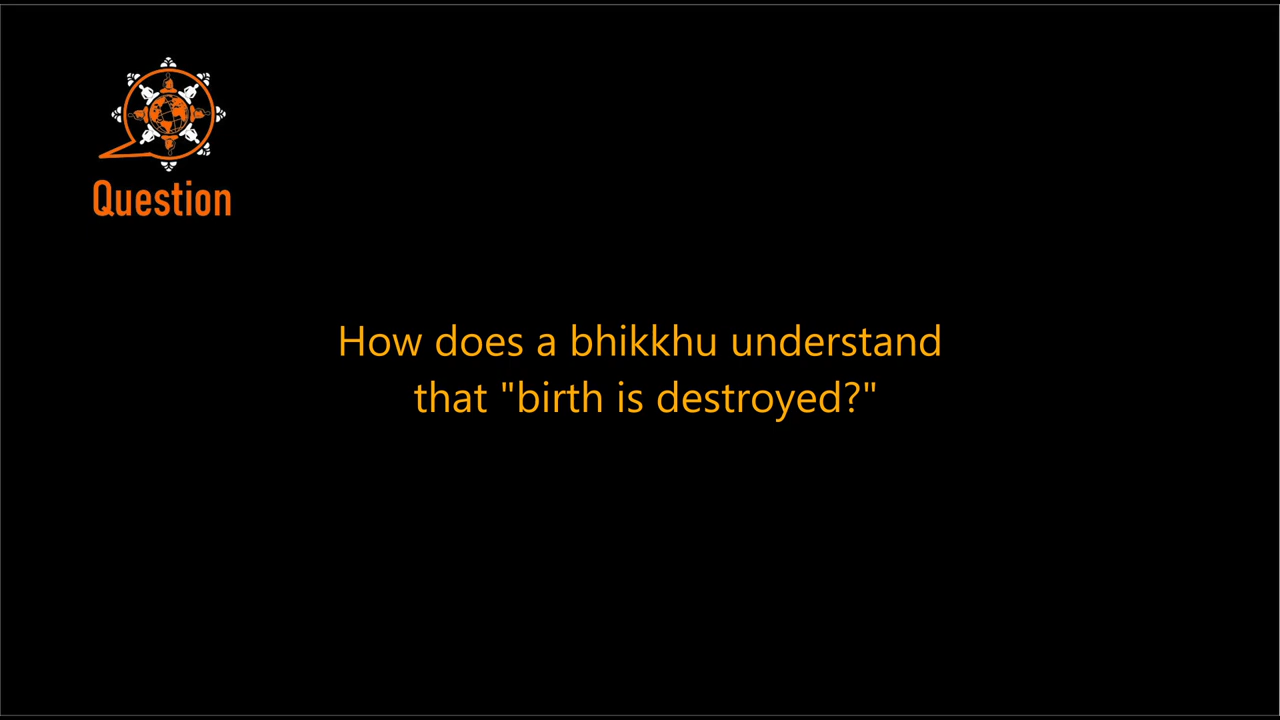 Question
How does a bhikkhu understand
that "birth is destroyed?"